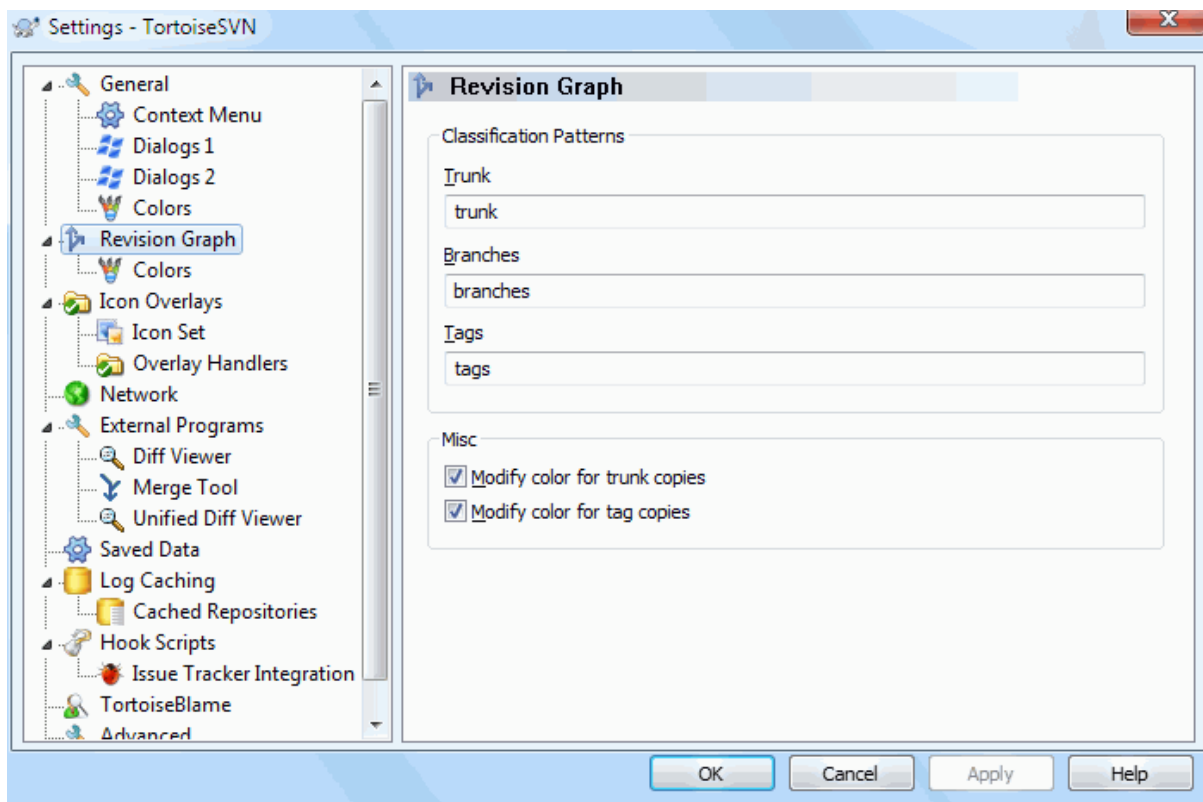 Settings - TortoiseSVN
General
Context Menu
Dialogs 1
Dialogs 2
Colors
Revision Graph
Colors
Icon Overlays
Icon Set
Overlay Handlers
Network
External Programs
Diff Viewer
Merge Tool
Unified Diff Viewer
Saved Data
Log Caching
Cached Repositories
Hook Scripts
Issue Tracker Integration
TortoiseBlame
Advanced
Revision Graph
Classification Patterns
Trunk
trunk
Branches
branches
Tags
tags
Misc
Modify color for trunk copies
Modify color for tag copies
OK
Cancel
Apply
Help